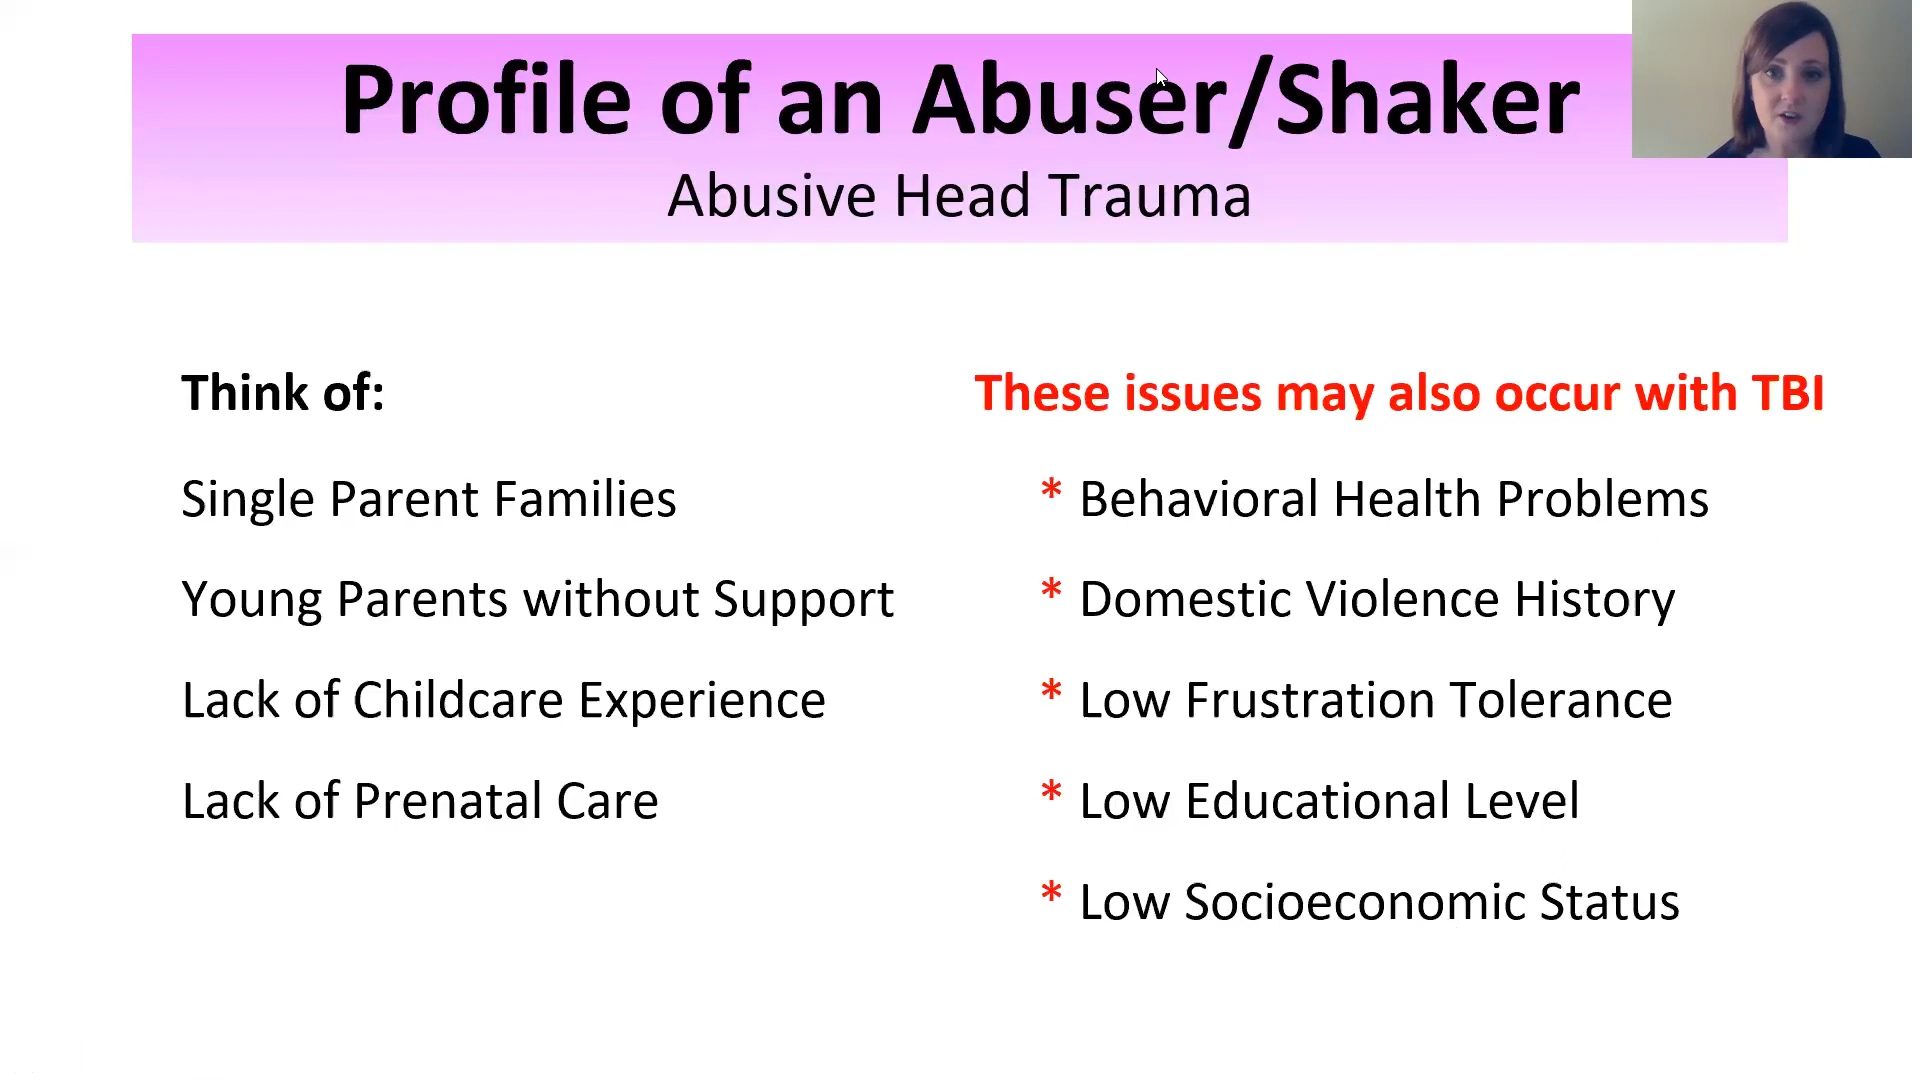 Profile of an Abuser/Shaker
Abusive Head Trauma
Think of:
Single Parent Families
Young Parents without Support
Lack of Childcare Experience
Lack of Prenatal Care
These issues may also occur with TBI
* Behavioral Health Problems
* Domestic Violence History
* Low Frustration Tolerance
* Low Educational Level
* Low Socioeconomic Status